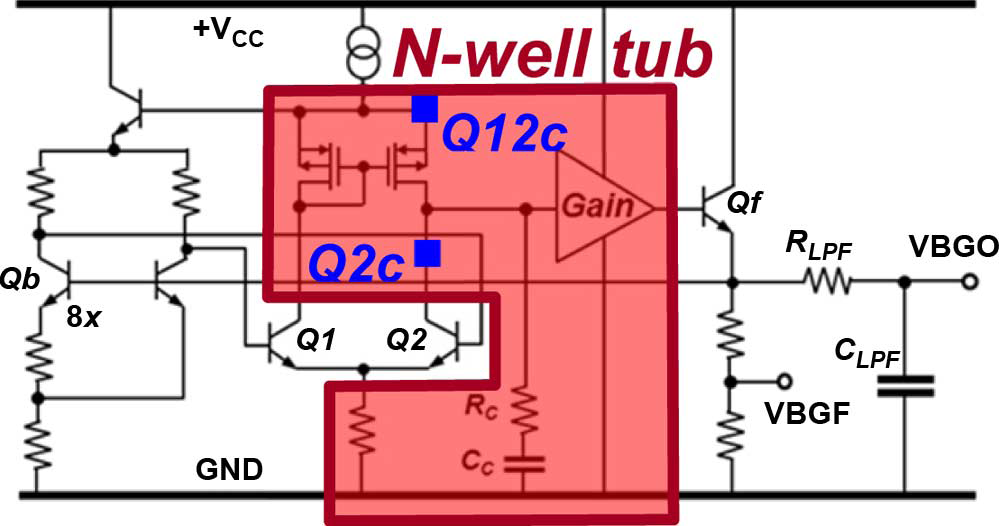 +VCC
N-well tub
Q12c
Gain
Qf
RLPF
VBGO
Q2c
Qb
8x
Q1
Q2
CLPF
RC
VBGF
CC
GND